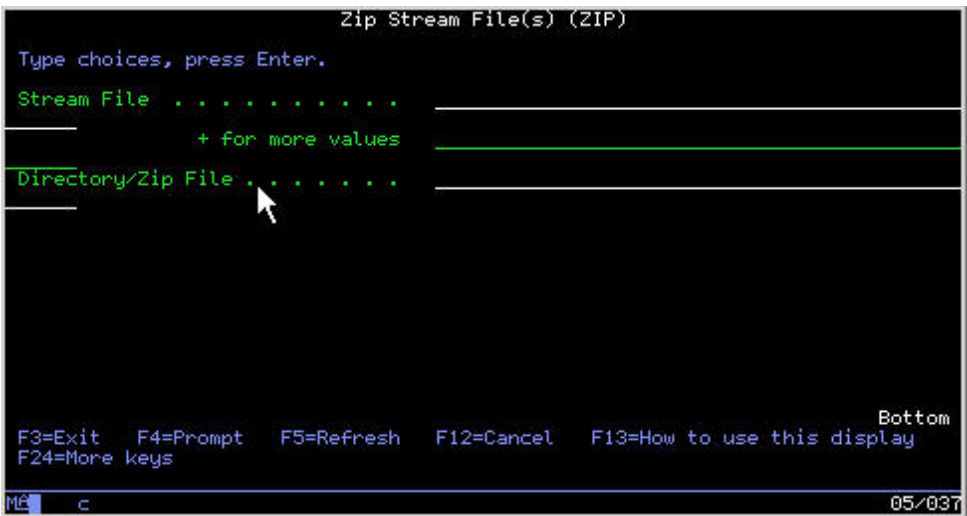 Zip Stream File(s) (ZIP)
Type choices, press Enter.
Stream File . . . . . . . . . .
+ for more values
Directory/Zip File . . . . . . .
Bottom
F3=Exit F4=Prompt F5=Refresh F12=Cancel F13=How to use this display
F24=More keys
MA c 05/037